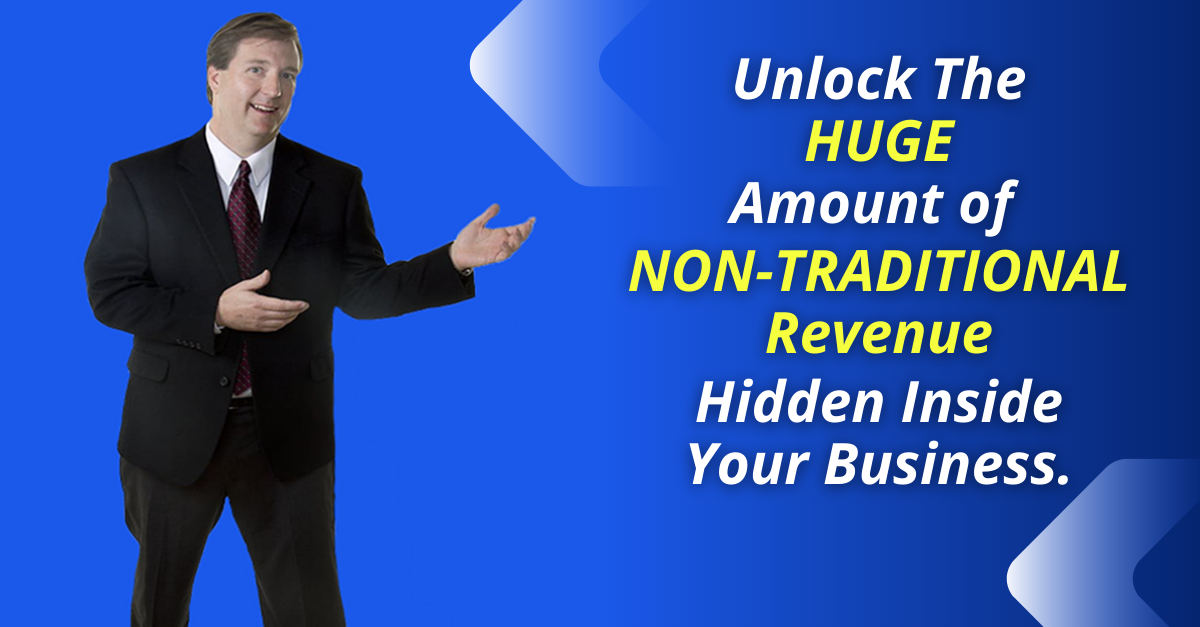 Unlock The
HUGE
Amount of
NON-TRADITIONAL
Revenue
Hidden Inside
Your Business.